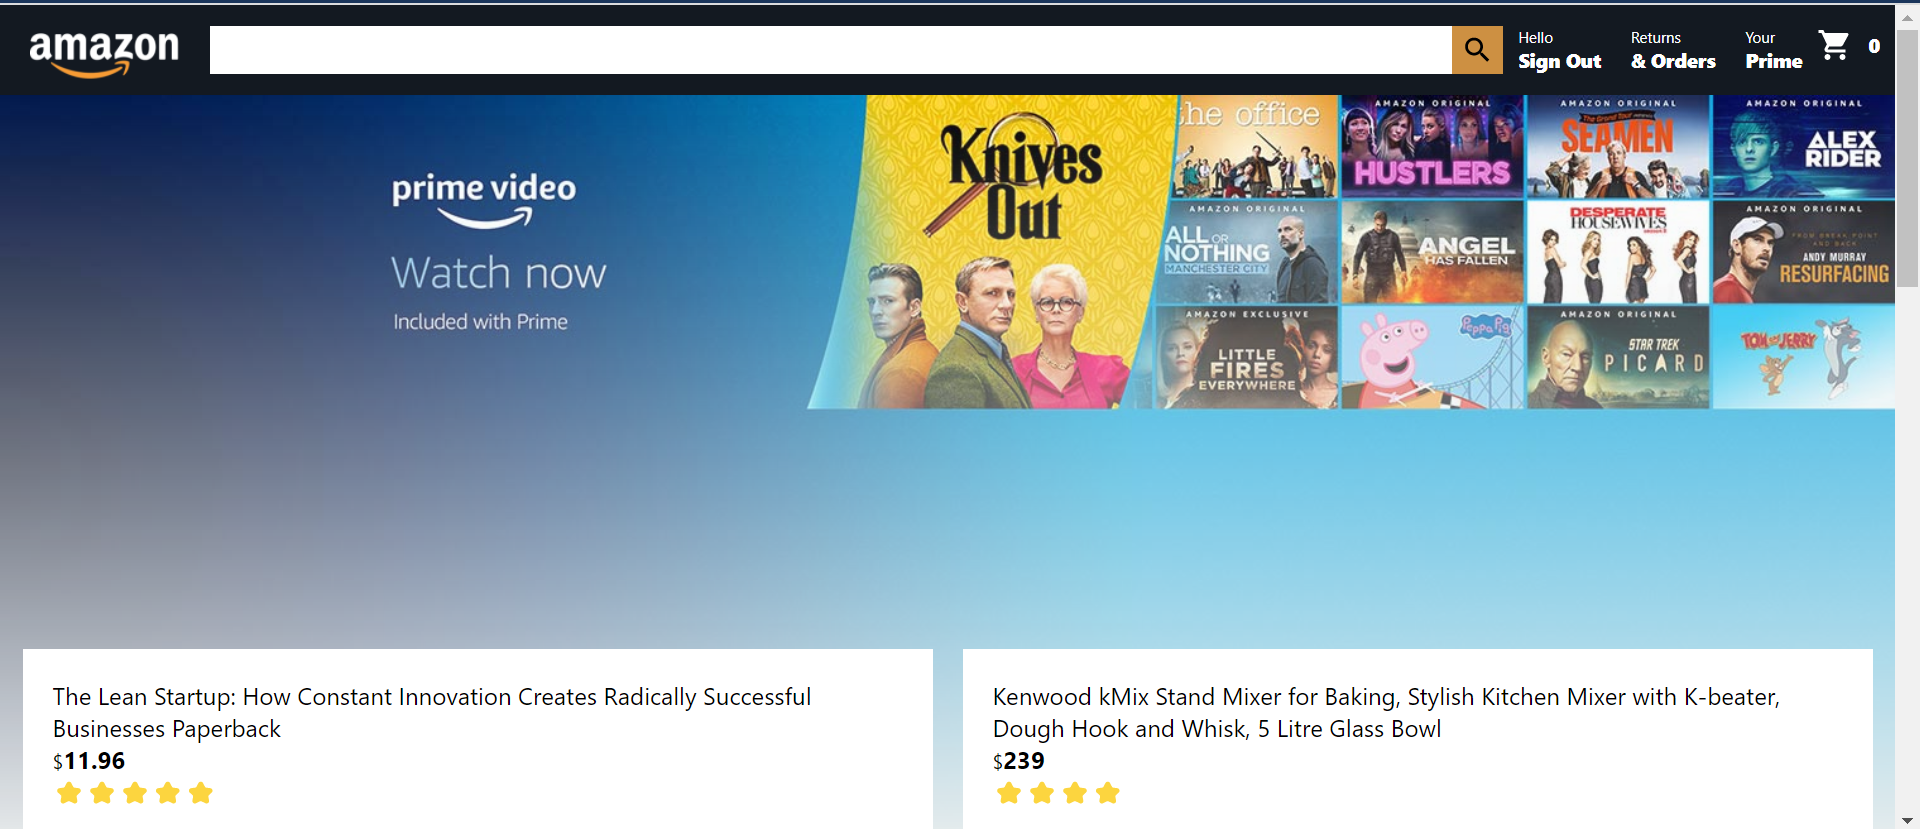 amazon
Hello
Sign Out
Returns
& Orders
Your
Prime
0
prime video
Watch now
Included with Prime
Knives
Out
the office
AMAZON ORIGINAL
HUSTLERS
AMAZON ORIGINAL
The Grand Tour
SEAMEN
AMAZON ORIGINAL
ALEX
RIDER
AMAZON ORIGINAL
ALL OR
NOTHING
MANCHESTER CITY
ANGEL
HAS FALLEN
DESPERATE
HOUSEWIVES
AMAZON ORIGINAL
FROM BREAK POINT
AND BACK
ANDY MURRAY
RESURFACING
AMAZON EXCLUSIVE
LITTLE
FIRES
EVERYWHERE
Peppa Pig
AMAZON ORIGINAL
STAR TREK
PICARD
TOM AND JERRY
The Lean Startup: How Constant Innovation Creates Radically Successful
Businesses Paperback
$11.96
Kenwood kMix Stand Mixer for Baking, Stylish Kitchen Mixer with K-beater,
Dough Hook and Whisk, 5 Litre Glass Bowl
$239